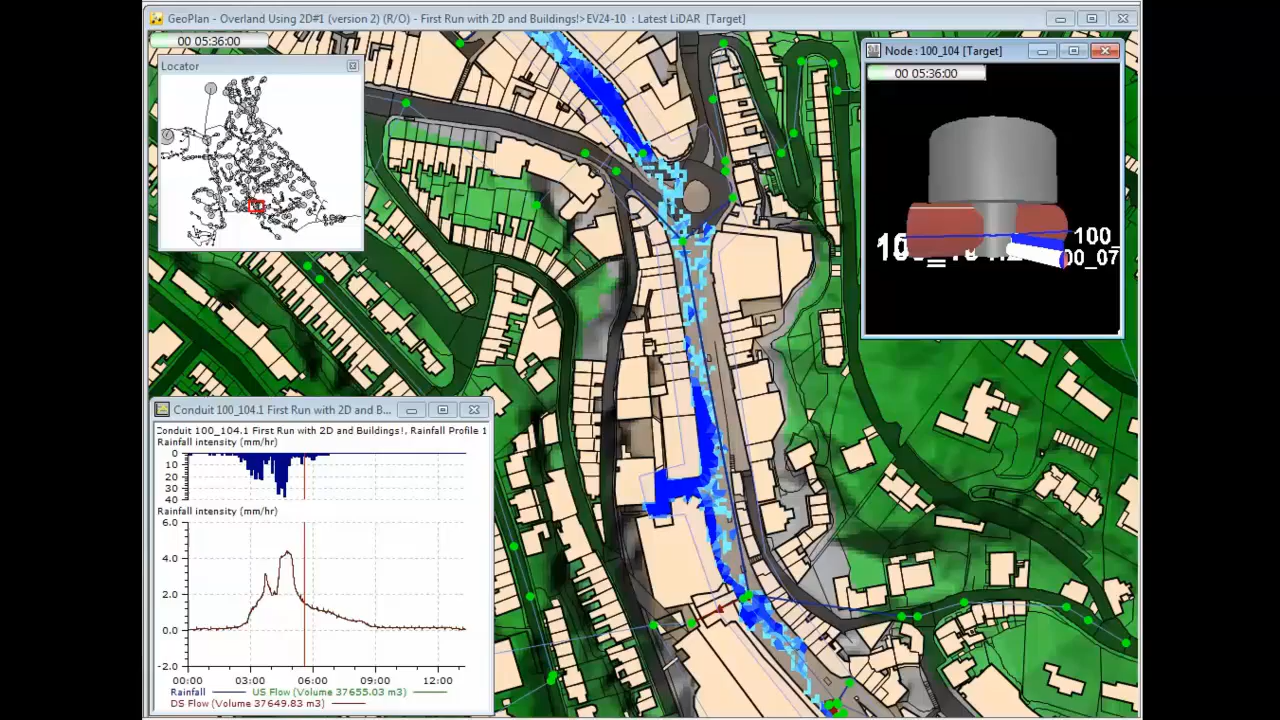 GeoPlan - Overland Using 2D#1 (version 2) (R/O) - First Run with 2D and Buildings!>EV24-10 : Latest LiDAR [Target]
00 05:36:00
Locator
Node : 100_104 [Target]
00 05:36:00
100_
00_07
Conduit 100_104.1 First Run with 2D and B...
Conduit 100_104.1 First Run with 2D and Buildings!, Rainfall Profile 1
Rainfall intensity (mm/hr)
0
10
20
30
40
Rainfall intensity (mm/hr)
6.0
4.0
2.0
0.0
-2.0
00:00 03:00 06:00 09:00 12:00
Rainfall US Flow (Volume 37655.03 m3)
DS Flow (Volume 37649.83 m3)